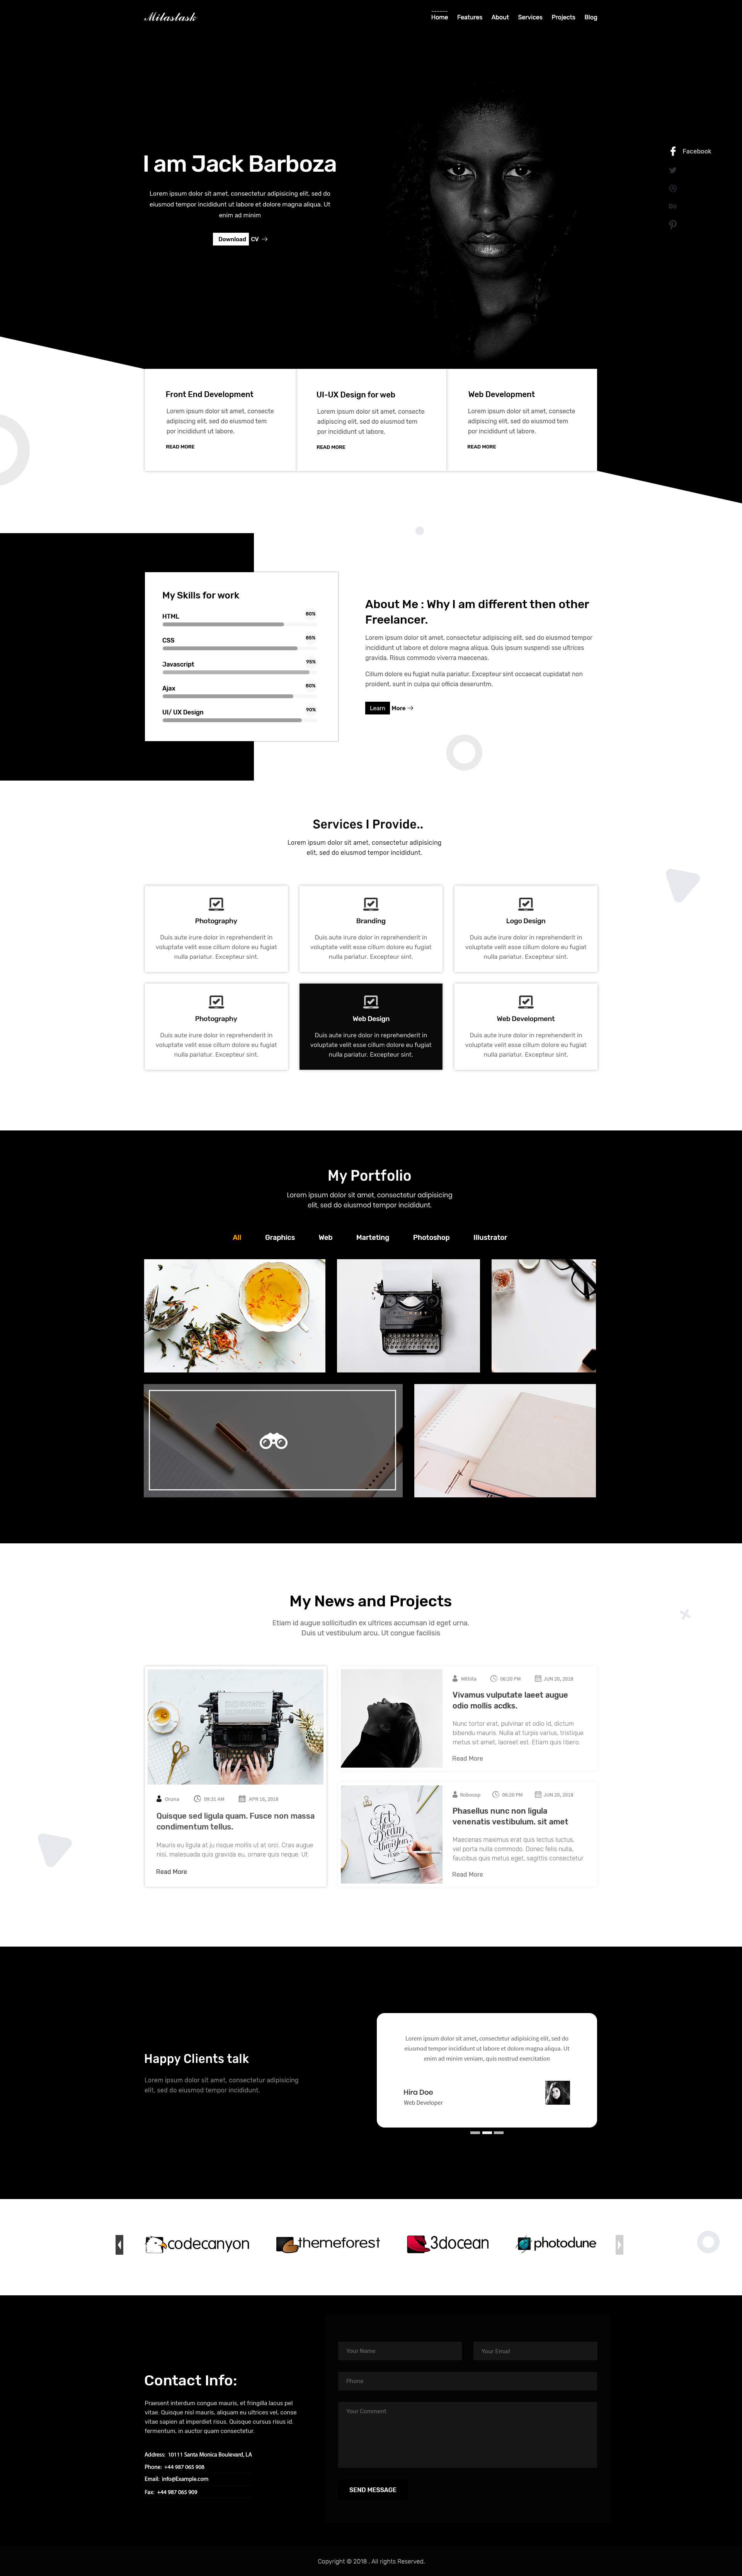 Milastask
Home Features About Services Projects Blog
Facebook
I am Jack Barboza
Lorem ipsum dolor sit amet, consectetur adipisicing elit, sed do
eiusmod tempor incididunt ut labore et dolore magna aliqua. Ut
enim ad minim
Download CV
Front End Development
Lorem ipsum dolor sit amet, consecte
adipiscing elit, sed do eiusmod tem
por incididunt ut labore.
READ MORE
UI-UX Design for web
Lorem ipsum dolor sit amet, consecte
adipiscing elit, sed do eiusmod tem
por incididunt ut labore.
READ MORE
Web Development
Lorem ipsum dolor sit amet, consecte
adipiscing elit, sed do eiusmod tem
por incididunt ut labore.
READ MORE
My Skills for work
HTML 80%
CSS 85%
Javascript 95%
Ajax 80%
UI/ UX Design 90%
About Me : Why I am different then other
Freelancer.
Lorem ipsum dolor sit amet, consectetur adipiscing elit, sed do eiusmod tempor
incididunt ut labore et dolore magna aliqua. Quis ipsum suspendi sse ultrices
gravida. Risus commodo viverra maecenas.
Cillum dolore eu fugiat nulla pariatur. Excepteur sint occaecat cupidatat non
proident, sunt in culpa qui officia deseruntm.
Learn More
Services I Provide..
Lorem ipsum dolor sit amet, consectetur adipisicing
elit, sed do eiusmod tempor incididunt.
Photography
Duis aute irure dolor in reprehenderit in
voluptate velit esse cillum dolore eu fugiat
nulla pariatur. Excepteur sint.
Branding
Duis aute irure dolor in reprehenderit in
voluptate velit esse cillum dolore eu fugiat
nulla pariatur. Excepteur sint.
Logo Design
Duis aute irure dolor in reprehenderit in
voluptate velit esse cillum dolore eu fugiat
nulla pariatur. Excepteur sint.
Photography
Duis aute irure dolor in reprehenderit in
voluptate velit esse cillum dolore eu fugiat
nulla pariatur. Excepteur sint.
Web Design
Duis aute irure dolor in reprehenderit in
voluptate velit esse cillum dolore eu fugiat
nulla pariatur. Excepteur sint.
Web Development
Duis aute irure dolor in reprehenderit in
voluptate velit esse cillum dolore eu fugiat
nulla pariatur. Excepteur sint.
My Portfolio
Lorem ipsum dolor sit amet, consectetur adipisicing
elit, sed do eiusmod tempor incididunt.
All Graphics Web Marteting Photoshop Illustrator
My News and Projects
Etiam id augue sollicitudin ex ultrices accumsan id eget urna.
Duis ut vestibulum arcu. Ut congue facilisis
Oruna 09:31 AM APR 16, 2018
Quisque sed ligula quam. Fusce non massa
condimentum tellus.
Mauris eu ligula at ju risque mollis ut at orci. Cras augue
nisi, malesuada quis gravida eu, ornare quis neque. Ut
Read More
Mithila 06:20 PM JUN 20, 2018
Vivamus vulputate laeet augue
odio mollis acdks.
Nunc tortor erat, pulvinar et odio id, dictum
bibendu mauris. Nulla at turpis varius, tristique
metus sit amet, laoreet est. Etiam quis libero.
Read More
Let Your Dream
Robocop 08:20 PM JUN 20, 2018
Phasellus nunc non ligula
venenatis vestibulum. sit amet
Maecenas maximus erat quis lectus luctus,
vel porta nulla commodo. Donec felis nulla,
faucibus quis metus eget, sagittis consectetur.
Read More
Happy Clients talk
Lorem ipsum dolor sit amet, consectetur adipisicing
elit, sed do eiusmod tempor incididunt.
Lorem ipsum dolor sit amet, consectetur adipisicing elit, sed do
eiusmod tempor incididunt ut labore et dolore magna aliqua. Ut
enim ad minim veniam, quis nostrud exercitation
Hira Doe
Web Developer
codecanyon themeforest 3docean photodune
Contact Info:
Praesent interdum congue mauris, et fringilla lacus pel
vitae. Quisque nisl mauris, aliquam eu ultrices vel, conse
vitae sapien at imperdiet risus. Quisque cursus risus id.
fermentum, in auctor quam consectetur.
Address: 10111 Santa Monica Boulevard, LA
Phone: +44 987 065 908
Email: info@Example.com
Fax: +44 987 065 909
Your Name
Your Email
Phone
Your Comment
SEND MESSAGE
Copyright © 2018 . All rights Reserved.